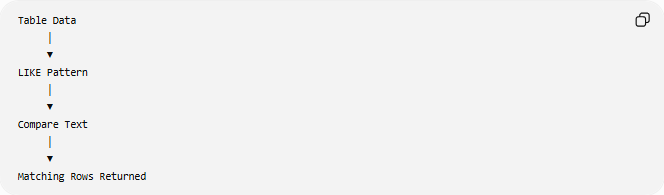 Table Data
│
▼
LIKE Pattern
│
▼
Compare Text
│
▼
Matching Rows Returned